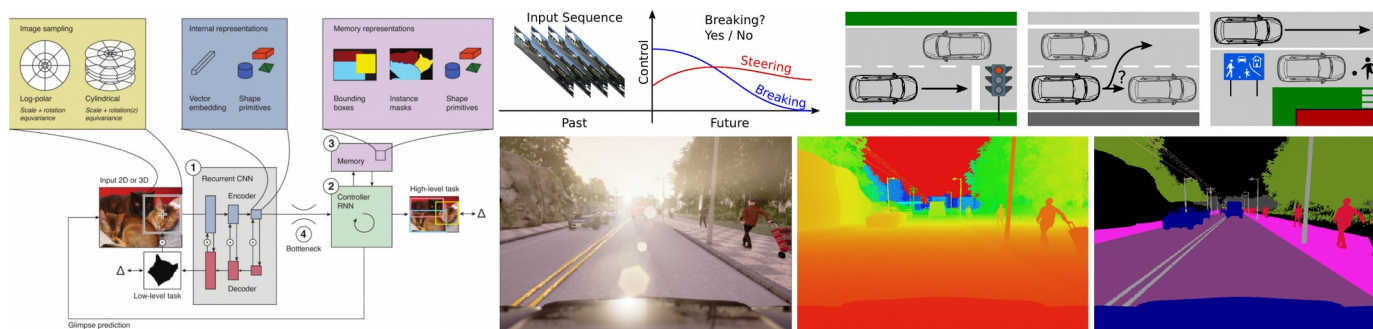 Image sampling
Log-polar
Scale + rotation
equvariance
Cylindrical
Scale + rotation(z)
equivariance
Internal representations
Vector
embedding
Shape
primitives
Memory representations
Bounding
boxes
Instance
masks
Shape
primitives
Input 2D or 3D
1
Recurrent CNN
Encoder
Decoder
Low-level task
Δ
Glimpse prediction
4
Bottleneck
3
Memory
2
Controller
RNN
High-level task
Δ
Input Sequence
Control
Past
Future
Breaking?
Yes / No
Steering
Breaking
?